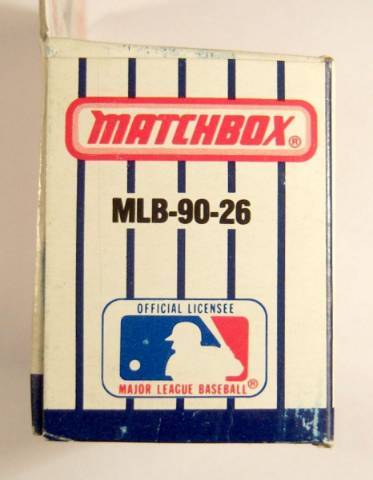 MATCHBOX®
MLB-90-26
OFFICIAL LICENSEE
MAJOR LEAGUE BASEBALL®